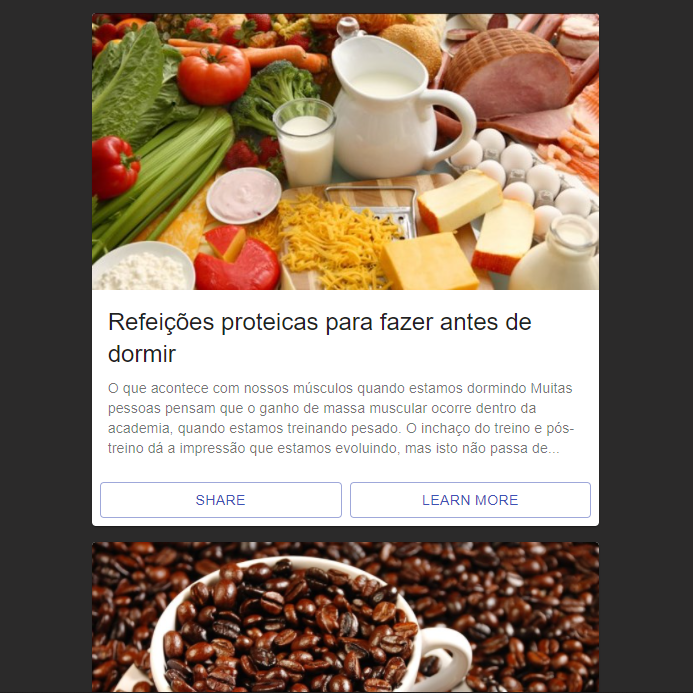 Refeições proteicas para fazer antes de
dormir
O que acontece com nossos músculos quando estamos dormindo Muitas
pessoas pensam que o ganho de massa muscular ocorre dentro da
academia, quando estamos treinando pesado. O inchaço do treino e pós-
treino dá a impressão que estamos evoluindo, mas isto não passa de...
SHARE LEARN MORE